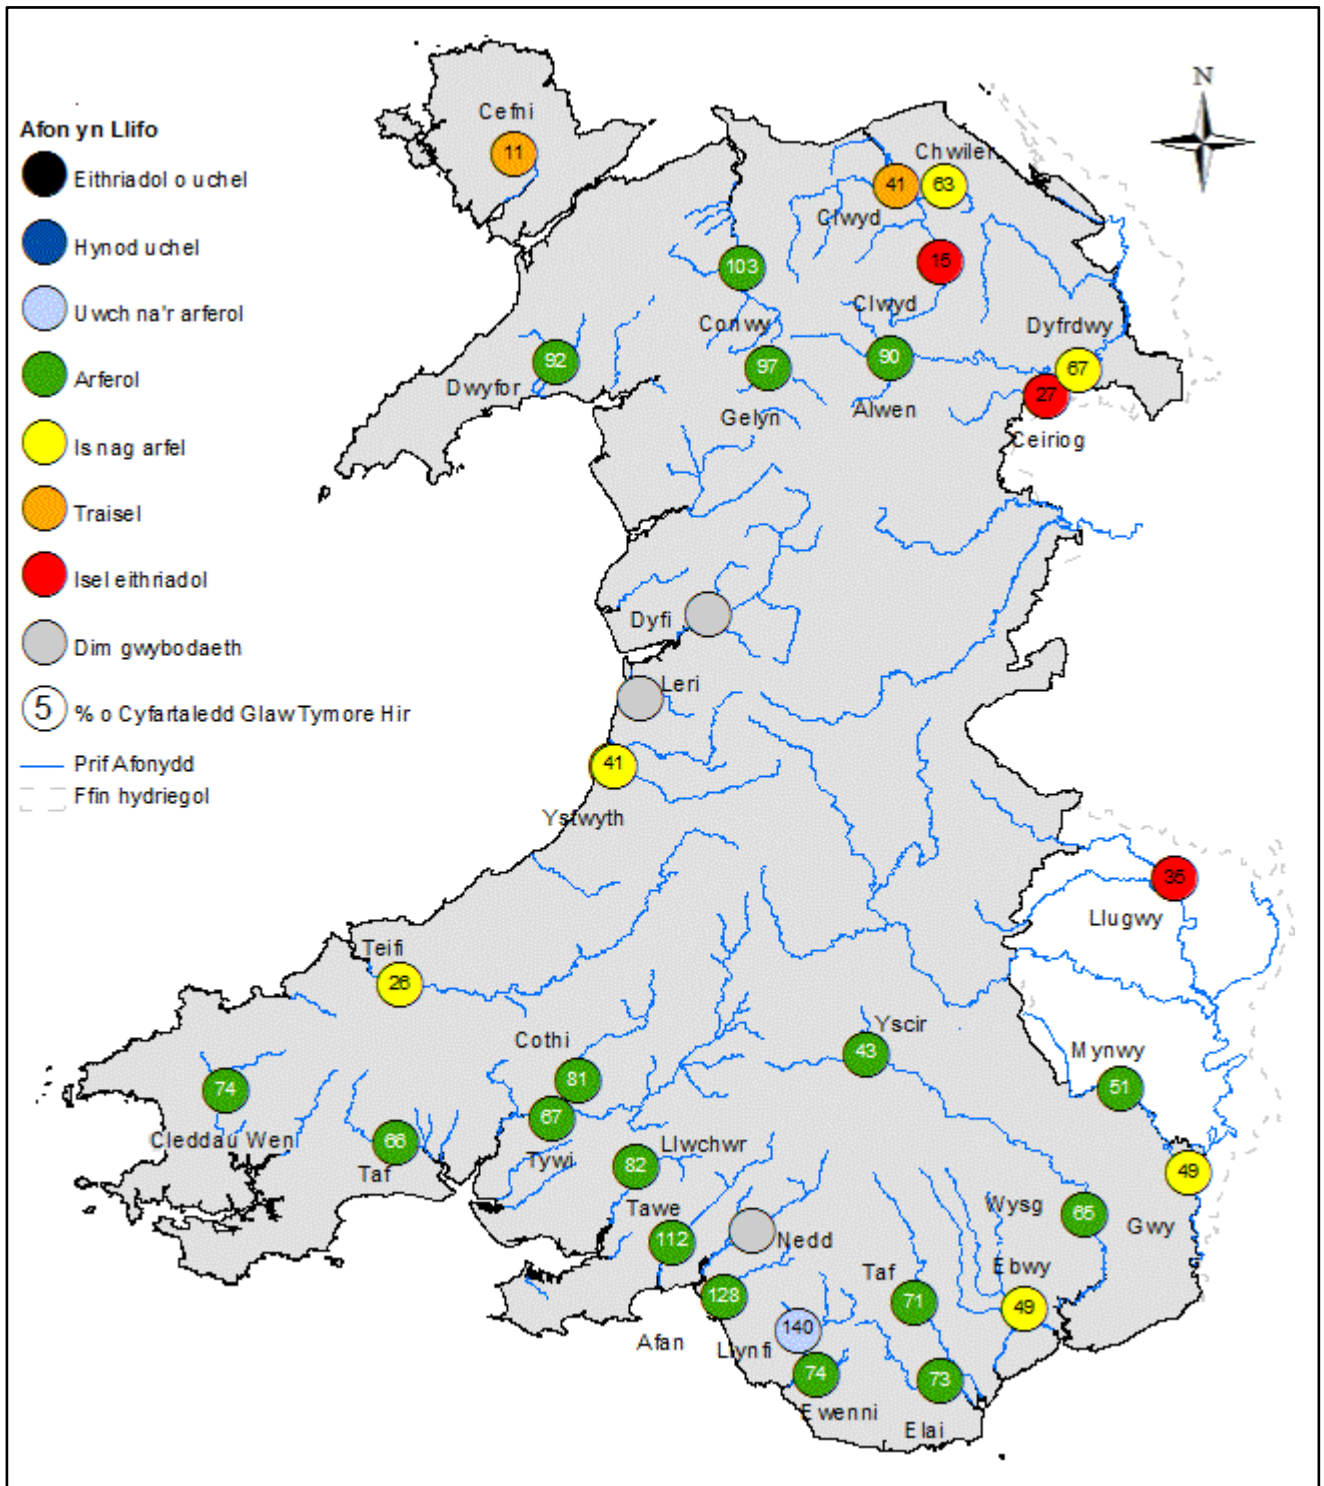 N
Afon yn Llifo
Eithriadol o uchel
Hynod uchel
Uwch na'r arferol
Arferol
Is nag arfel
Traisel
Isel eithriadol
Dim gwybodaeth
5 % o Cyfartaledd Glaw Tymore Hir
Prif Afonydd
Ffin hydriegol
Cefni
11
Chwiler
41
63
Clwyd
15
Clwyd
103
Conwy
Dyfrdwy
92
Dwyfor
97
Gelyn
90
Alwen
67
27
Ceiriog
Dyfi
Leri
41
Ystwyth
35
Llugwy
Teifi
26
Yscir
43
Cothi
81
Mynwy
51
74
Cleddau Wen
66
Taf
67
Tywi
Llwchwr
82
49
Gwy
Wysg
65
Tawe
112
Nedd
Ebwy
49
128
Afan
Taf
71
140
Llynfi
74
Ewenni
73
Elai